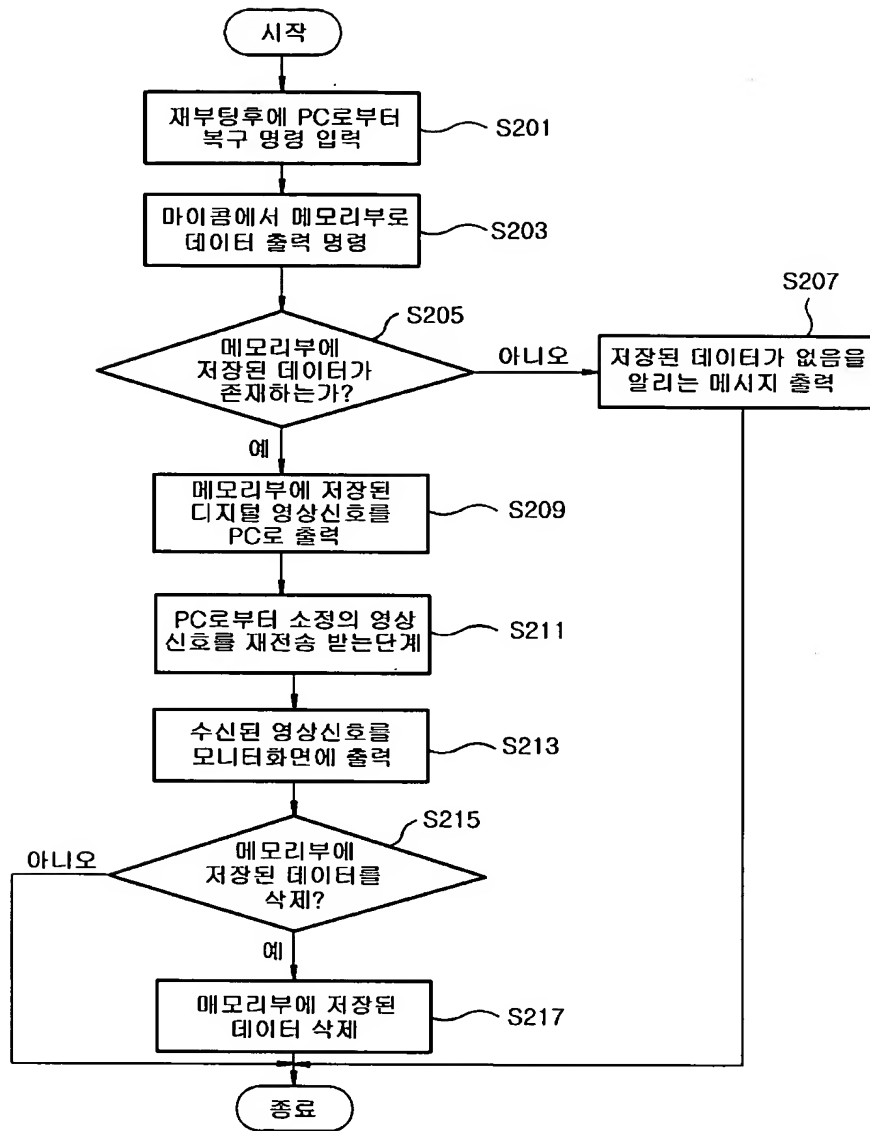 시작
재부팅후에 PC로부터
복구 명령 입력
S201
마이콤에서 메모리부로
데이터 출력 명령
S203
S205
메모리부에
저장된 데이터가
존재하는가?
아니오
S207
저장된 데이터가 없음을
알리는 메시지 출력
예
메모리부에 저장된
디지털 영상신호를
PC로 출력
S209
PC로부터 소정의 영상
신호를 재전송 받는단계
S211
수신된 영상신호를
모니터화면에 출력
S213
S215
아니오
메모리부에
저장된 데이터를
삭제?
예
매모리부에 저장된
데이터 삭제
S217
종료